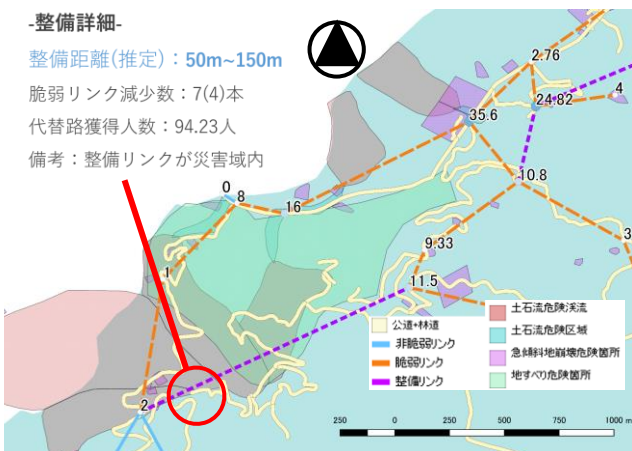 -整備詳細-
整備距離(推定)：50m~150m
脆弱リンク減少数：7(4)本
代替路獲得人数：94.23人
備考：整備リンクが災害域内
2.76
24.82
4
35.6
0
8
16
10.8
3
9.33
1
11.5
2
公道+林道
非脆弱リンク
脆弱リンク
整備リンク
土石流危険渓流
土石流危険区域
急傾斜地崩壊危険箇所
地すべり危険箇所
250 0 250 500 750 1000 m